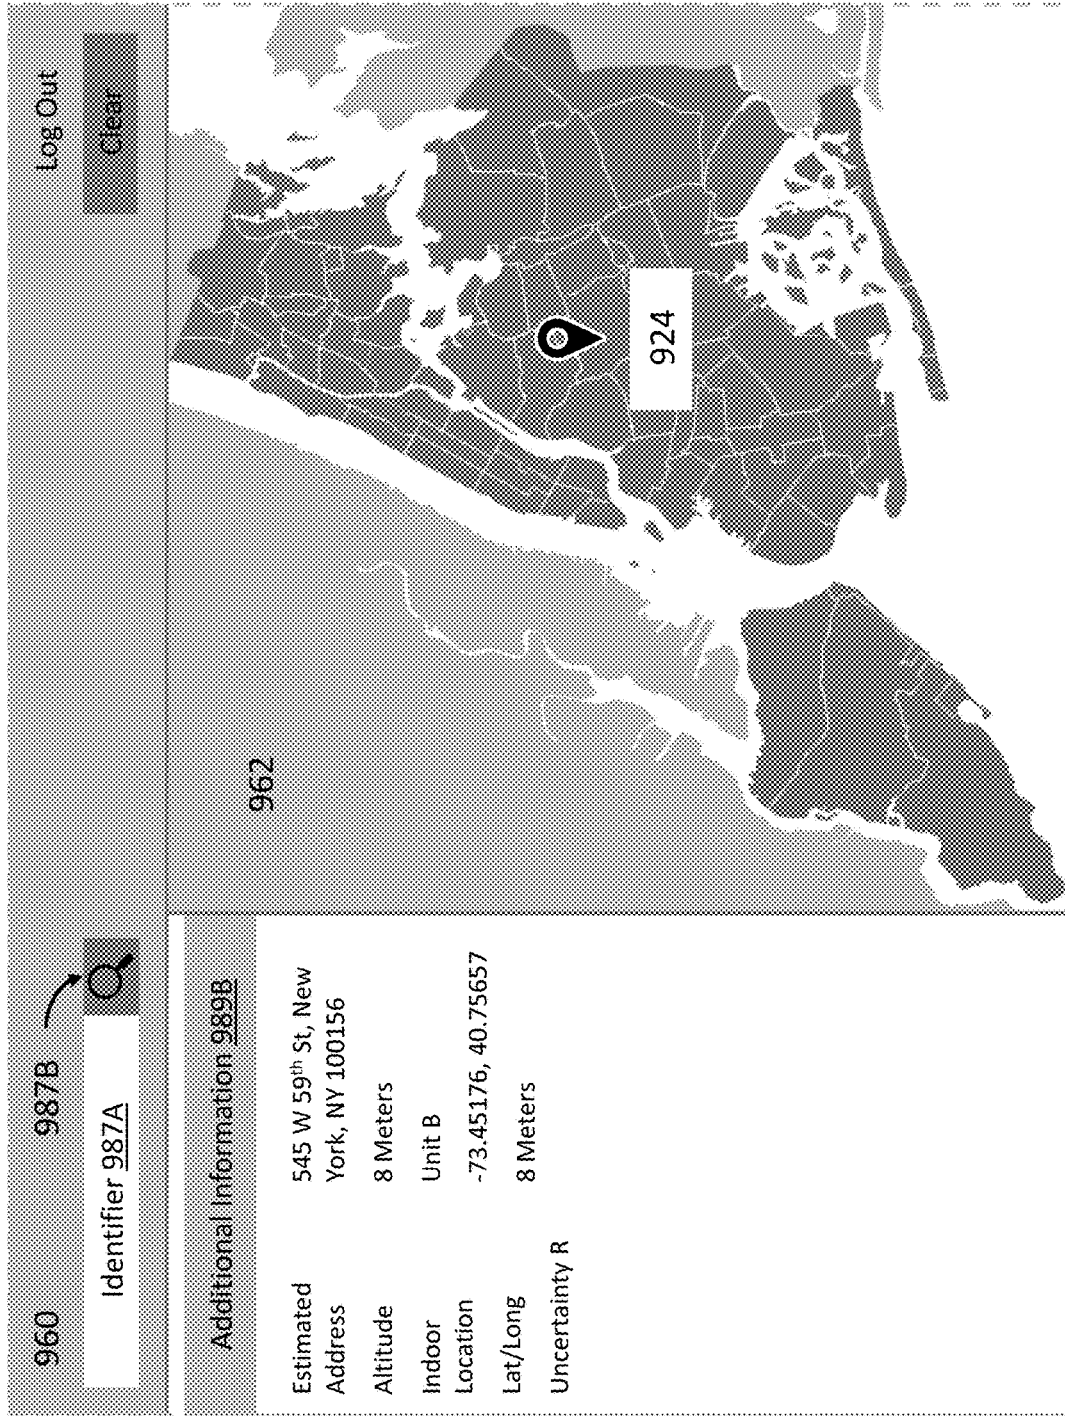 960
987B
Log Out
Identifier 987A
Clear
Additional Information 989B
962
Estimated
Address
545 W 59th St, New
York, NY 100156
Altitude
8 Meters
Indoor
Location
Unit B
Lat/Long
-73.45176, 40.75657
Uncertainty R
8 Meters
924